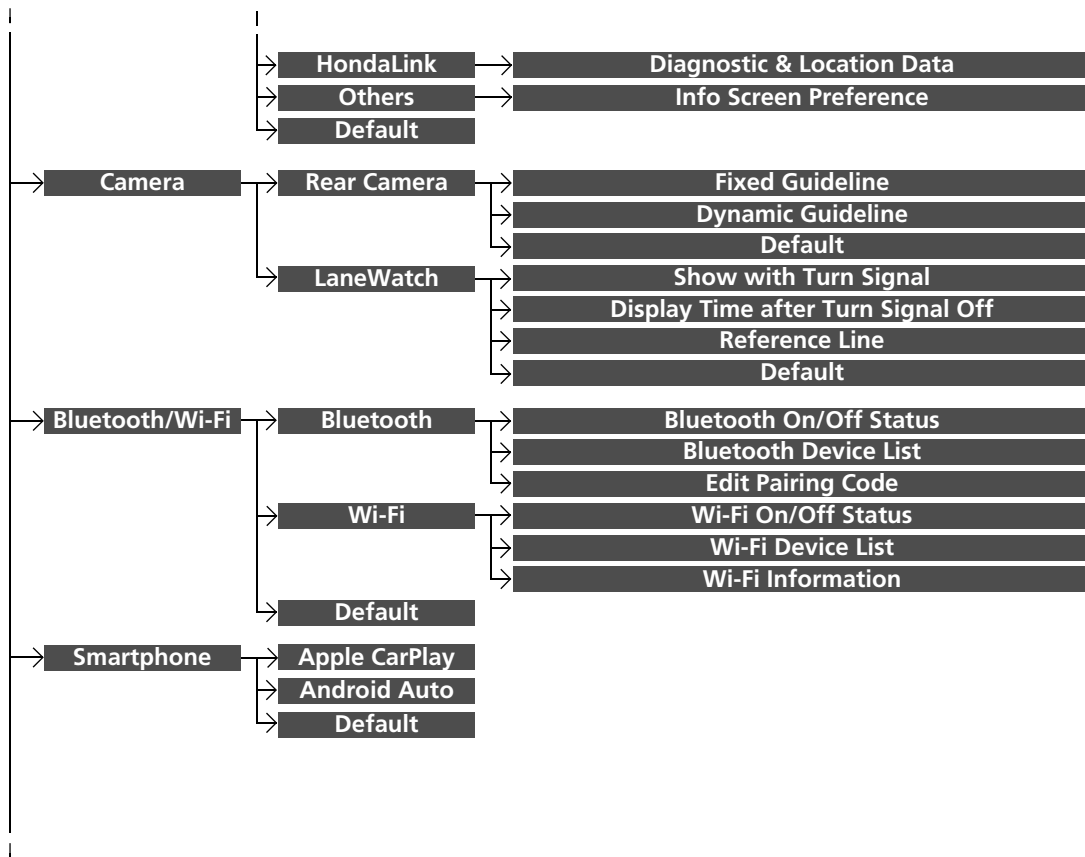 HondaLink
Diagnostic & Location Data
Others
Info Screen Preference
Default
Camera
Rear Camera
Fixed Guideline
Dynamic Guideline
Default
LaneWatch
Show with Turn Signal
Display Time after Turn Signal Off
Reference Line
Default
Bluetooth/Wi-Fi
Bluetooth
Bluetooth On/Off Status
Bluetooth Device List
Edit Pairing Code
Wi-Fi
Wi-Fi On/Off Status
Wi-Fi Device List
Wi-Fi Information
Default
Smartphone
Apple CarPlay
Android Auto
Default